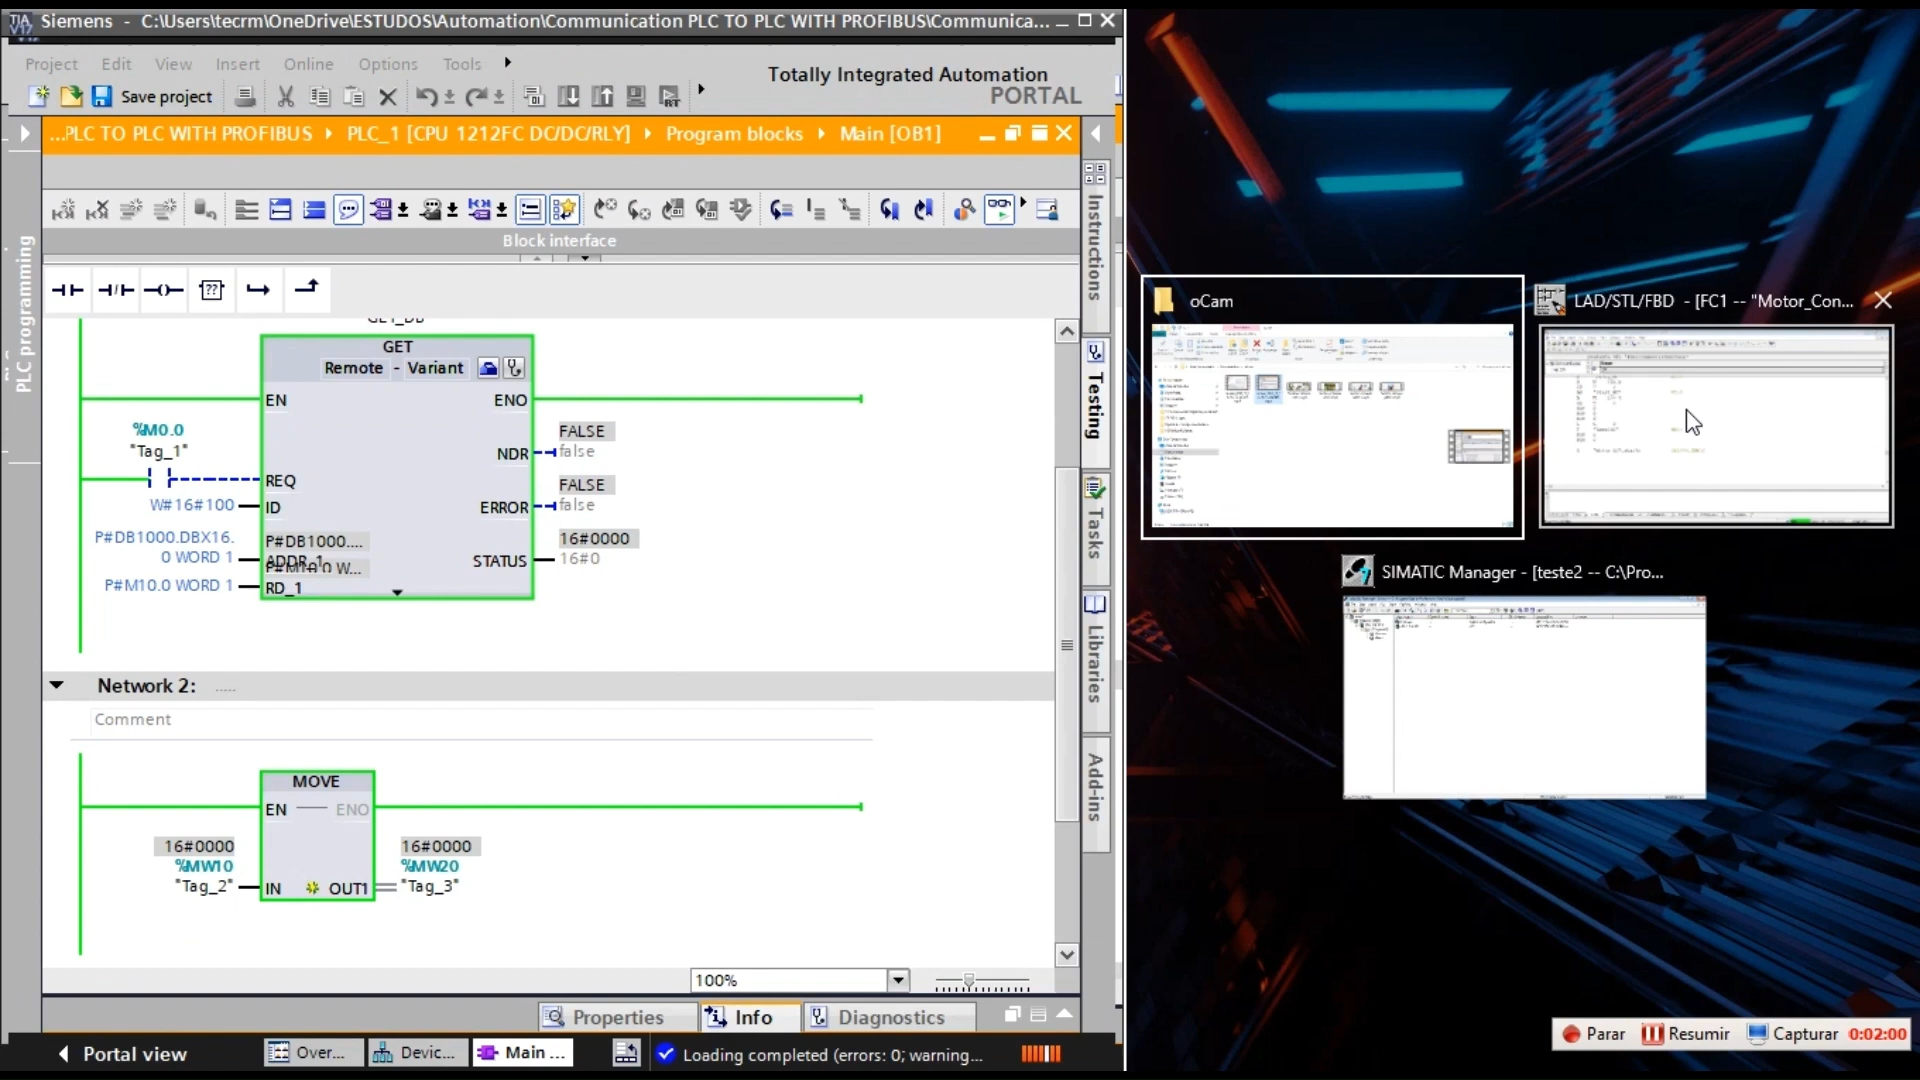 Siemens - C:\Users\tecrm\OneDrive\ESTUDOS\Automation\Communication PLC TO PLC WITH PROFIBUS\Communica...
TIA
V17
Project Edit View Insert Online Options Tools
Totally Integrated Automation
PORTAL
Save project
...PLC TO PLC WITH PROFIBUS PLC_1 [CPU 1212FC DC/DC/RLY] Program blocks Main [OB1]
Block interface
PLC programming
Instructions
Testing
Tasks
Libraries
Add-ins
??
GET_DB
GET
Remote - Variant
EN ENO
%M0.0
"Tag_1"
REQ
W#16#100 ID
P#DB1000.DBX16.
0 WORD 1
P#DB1000....
ADDR_1
P#M10.0 W...
P#M10.0 WORD 1 RD_1
NDR
FALSE
false
ERROR
FALSE
false
STATUS
16#0000
16#0
Network 2: .....
Comment
MOVE
EN ENO
16#0000
%MW10
"Tag_2" IN
OUT1
16#0000
%MW20
"Tag_3"
100%
Properties Info Diagnostics
Portal view Over... Devic... Main ... Loading completed (errors: 0; warning...
oCam
LAD/STL/FBD - [FC1 -- "Motor_Con...
SIMATIC Manager - [teste2 -- C:\Pro...
Parar Resumir Capturar 0:02:00